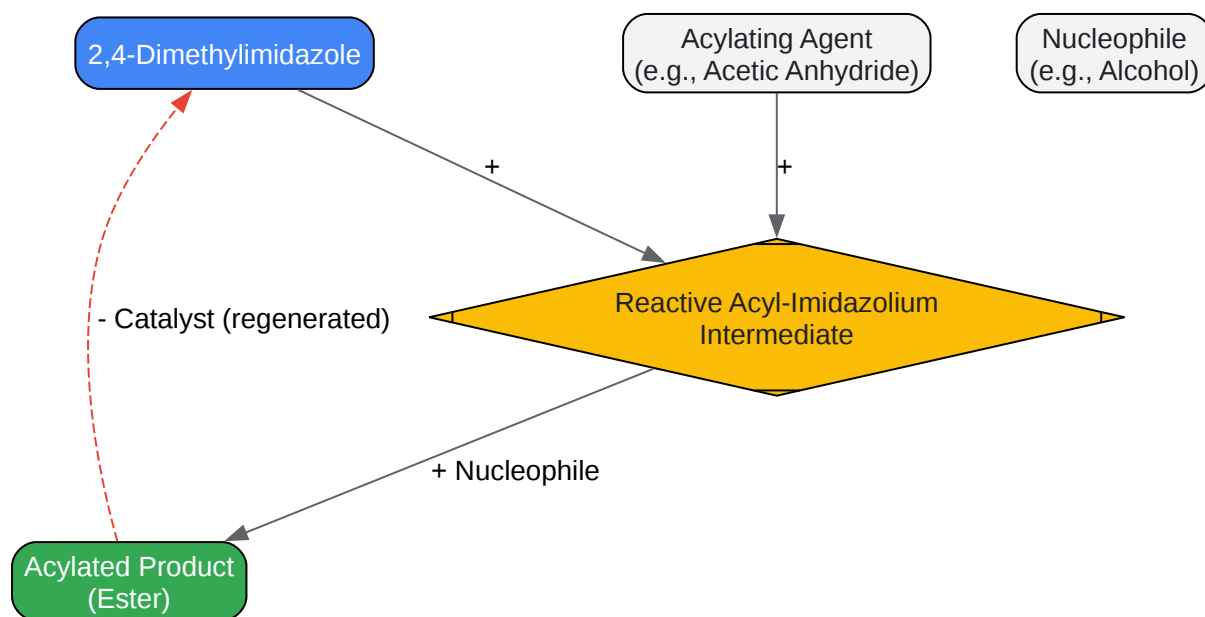 2,4-Dimethylimidazole
Acylating Agent
(e.g., Acetic Anhydride)
Nucleophile
(e.g., Alcohol)
+
+
Reactive Acyl-Imidazolium
Intermediate
- Catalyst (regenerated)
+ Nucleophile
Acylated Product
(Ester)